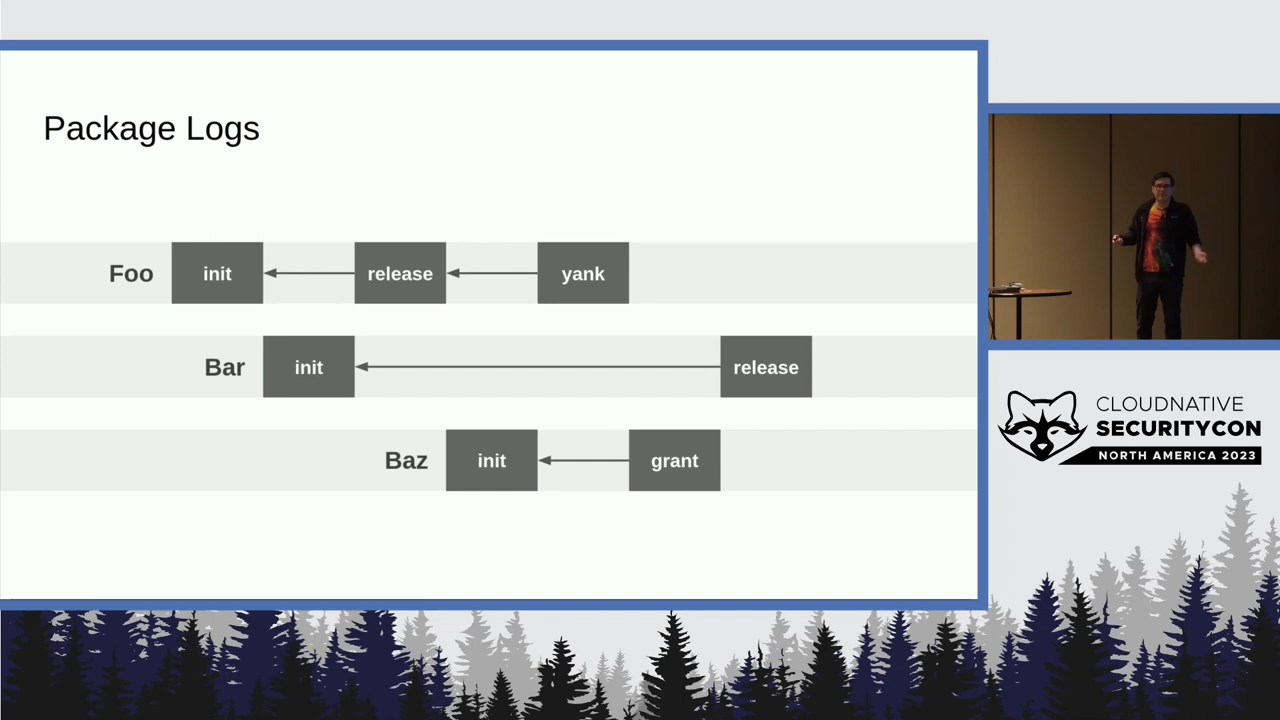 Package Logs
Foo init release yank
Bar init release
Baz init grant
CLOUDNATIVE
SECURITYCON
NORTH AMERICA 2023